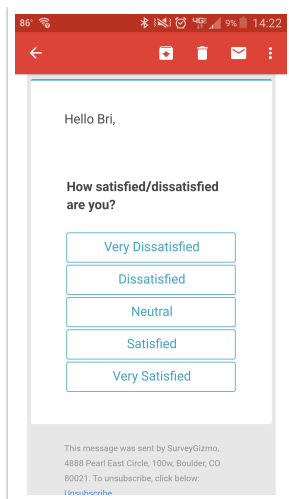 86° 4G 9% 14:22
Hello Bri,
How satisfied/dissatisfied
are you?
Very Dissatisfied
Dissatisfied
Neutral
Satisfied
Very Satisfied
This message was sent by SurveyGizmo,
4888 Pearl East Circle, 100w, Boulder, CO
80021. To unsubscribe, click below:
Unsubscribe